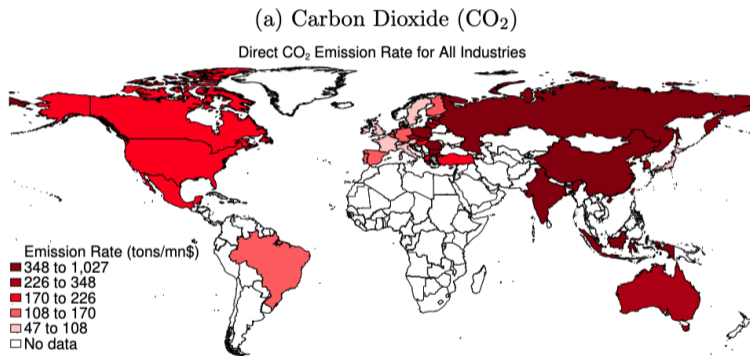 (a) Carbon Dioxide (CO₂)
Direct CO₂ Emission Rate for All Industries
Emission Rate (tons/mn$)
348 to 1,027
226 to 348
170 to 226
108 to 170
47 to 108
No data